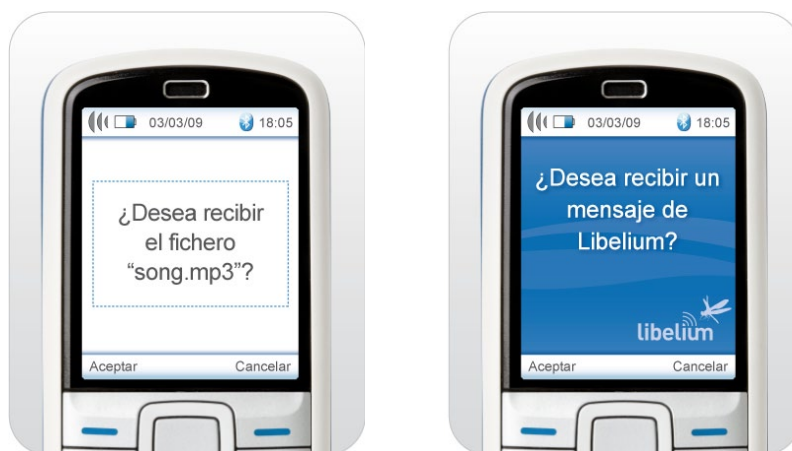 03/03/09 18:05
¿Desea recibir
el fichero
“song.mp3”?
Aceptar Cancelar
03/03/09 18:05
¿Desea recibir un
mensaje de
Libelium?
libelium
Aceptar Cancelar